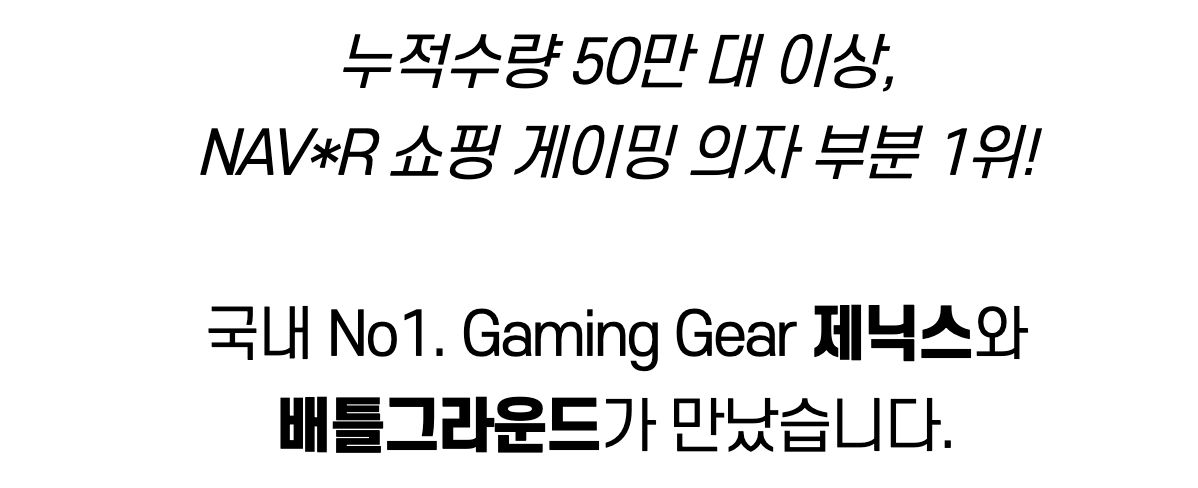 누적수량 50만 대 이상,
NAV*R 쇼핑 게이밍 의자 부분 1위!
국내 No1. Gaming Gear 제닉스와
배틀그라운드가 만났습니다.